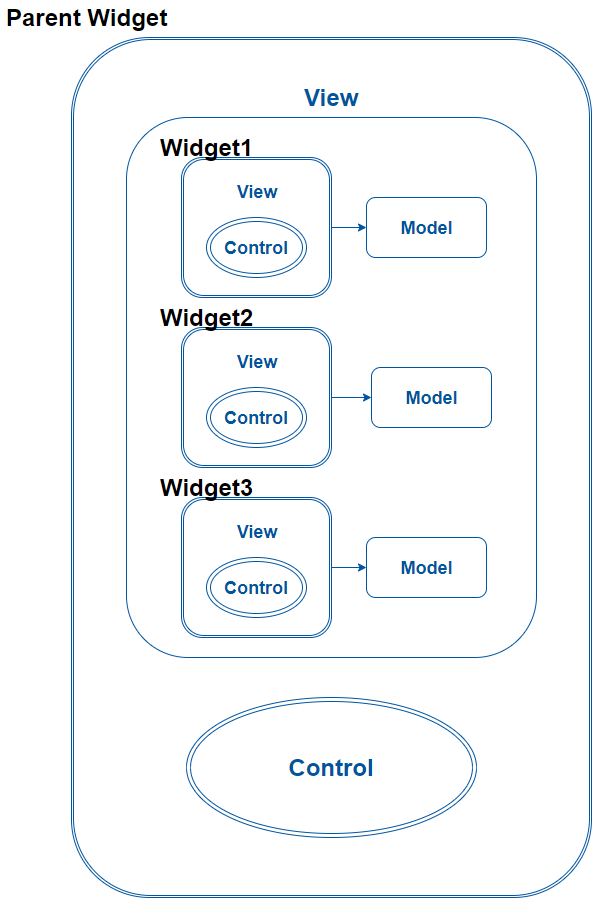 Parent Widget
View
Widget1
View
Control
Model
Widget2
View
Control
Model
Widget3
View
Control
Model
Control